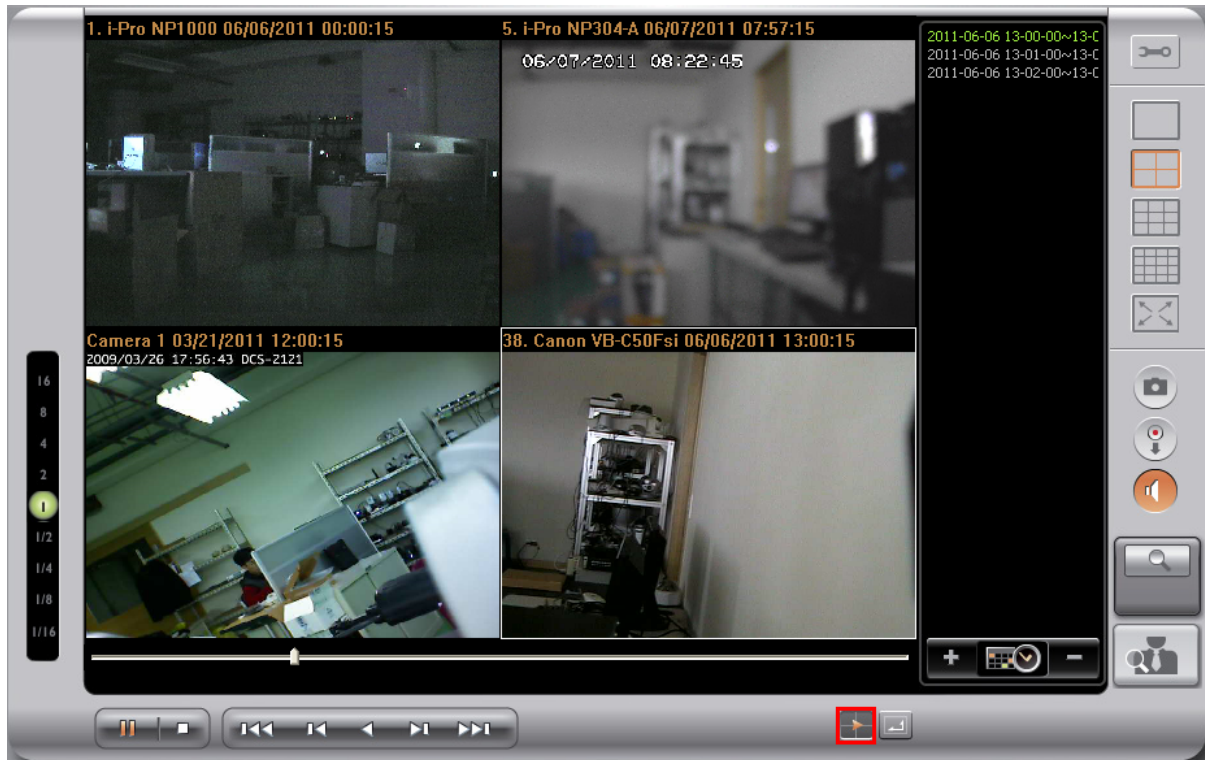 1. i-Pro NP1000 06/06/2011 00:00:15
5. i-Pro NP304-A 06/07/2011 07:57:15
06/07/2011 08:22:45
2011-06-06 13-00-00~13-0
2011-06-06 13-01-00~13-0
2011-06-06 13-02-00~13-0
Camera 1 03/21/2011 12:00:15
2009/03/26 17:56:43 DCS-2121
38. Canon VB-C50Fsi 06/06/2011 13:00:15
16
8
4
2
1
1/2
1/4
1/8
1/16